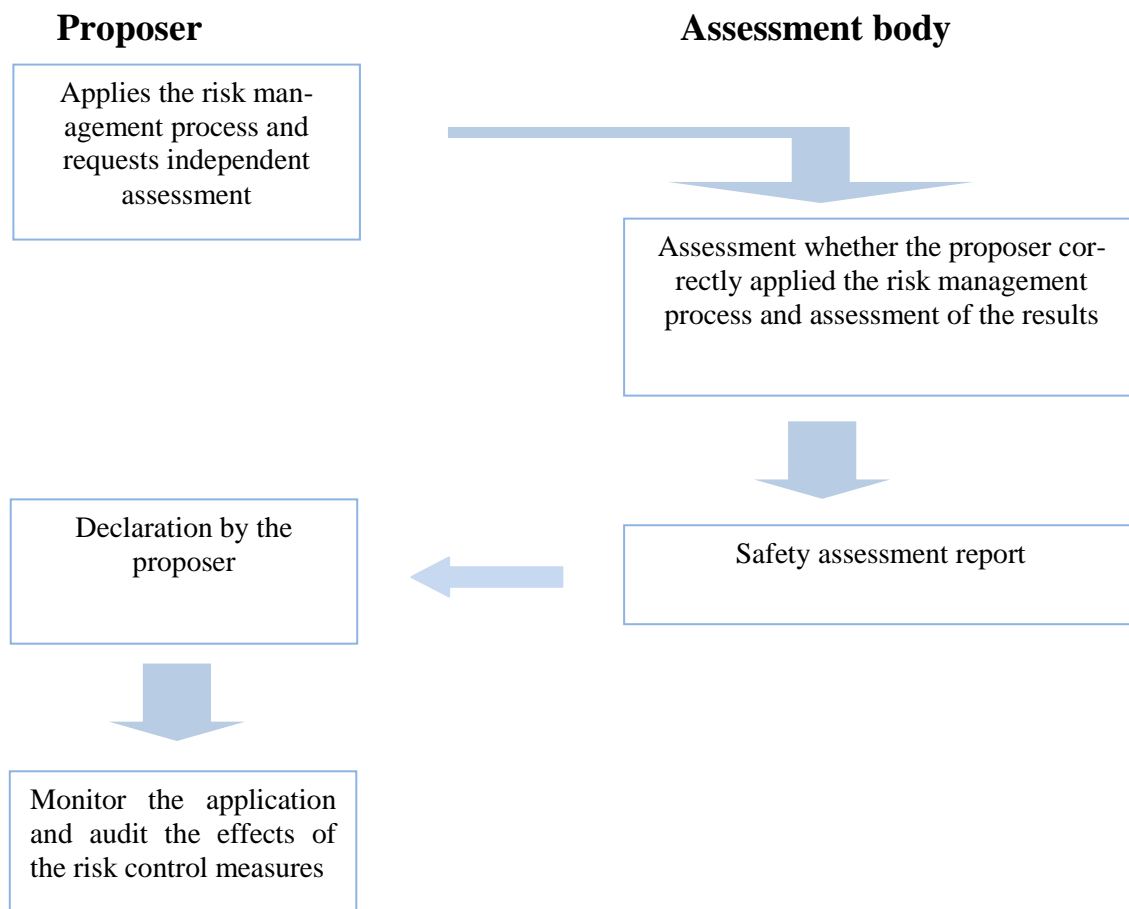 Proposer
Assessment body
Applies the risk man-
agement process and
requests independent
assessment
Assessment whether the proposer cor-
rectly applied the risk management
process and assessment of the results
Safety assessment report
Declaration by the
proposer
Monitor the application
and audit the effects of
the risk control measures